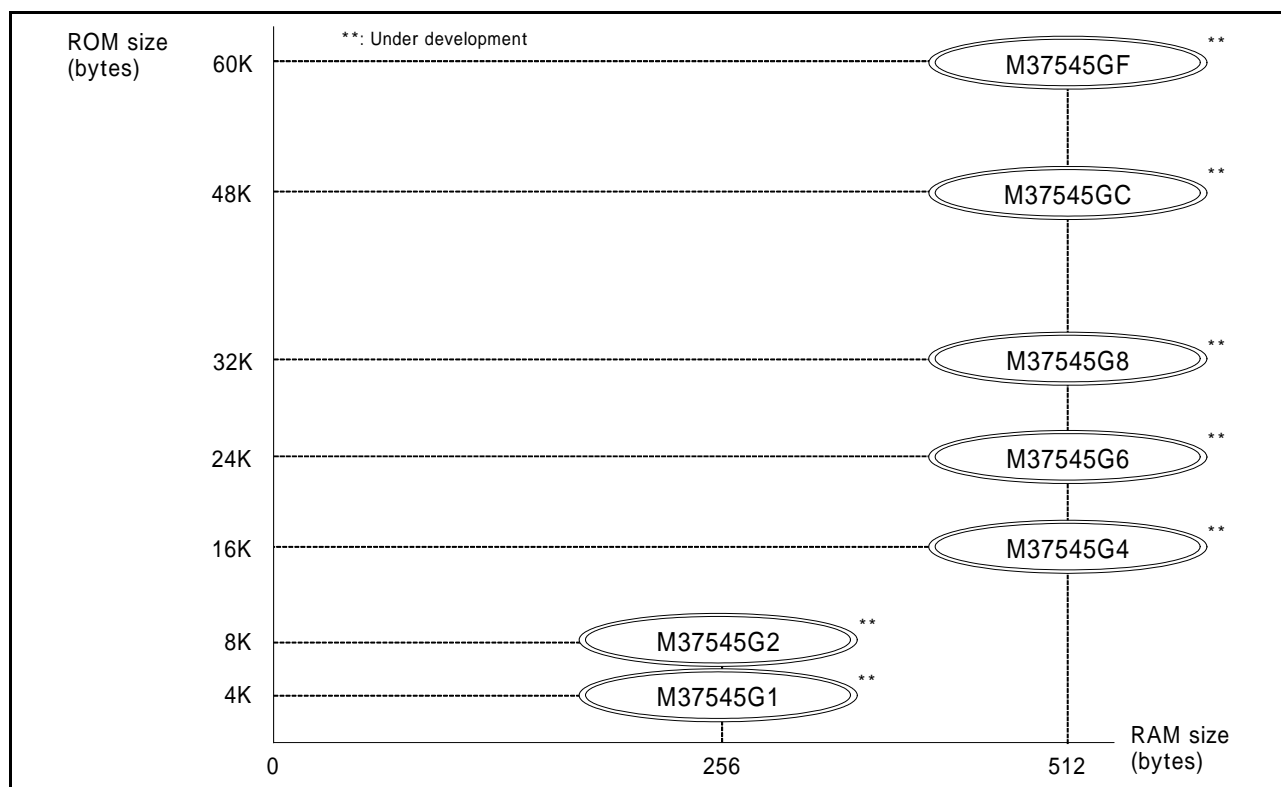 ROM size
(bytes)
**: Under development
60K
M37545GF
**
48K
M37545GC
**
32K
M37545G8
**
24K
M37545G6
**
16K
M37545G4
**
8K
M37545G2
**
4K
M37545G1
**
0
256
512
RAM size
(bytes)